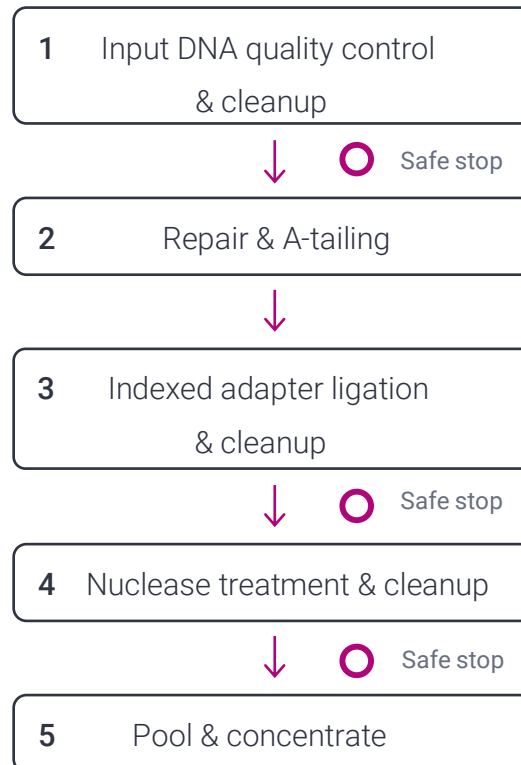 1 Input DNA quality control
& cleanup
Safe stop
2 Repair & A-tailing
3 Indexed adapter ligation
& cleanup
Safe stop
4 Nuclease treatment & cleanup
Safe stop
5 Pool & concentrate